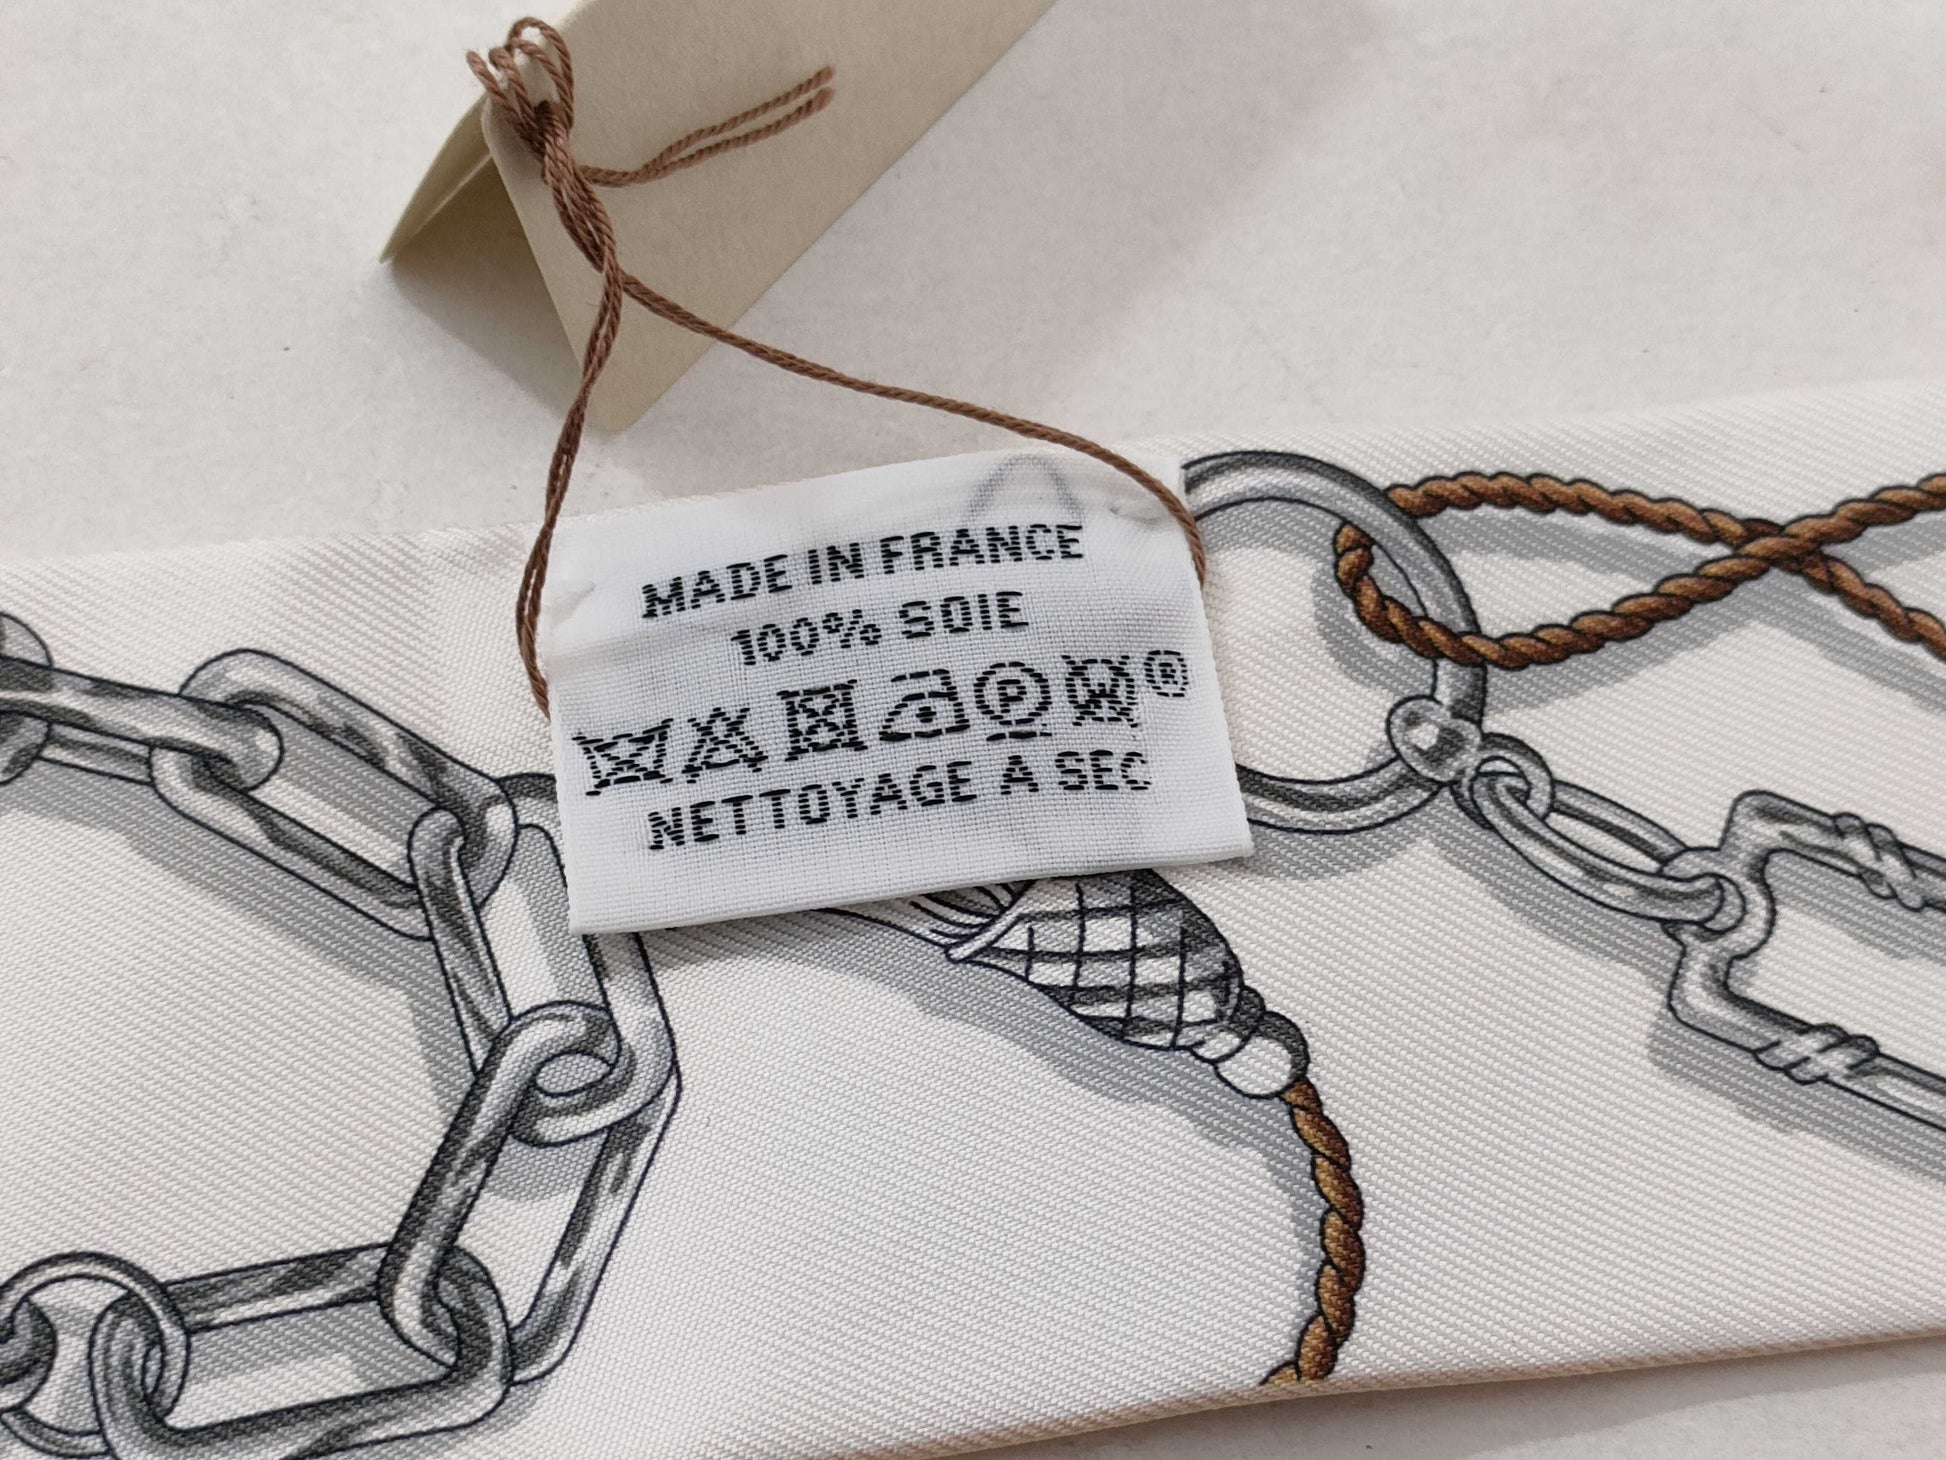 MADE IN FRANCE
100% SOIE
P W ®
NETTOYAGE A SEC